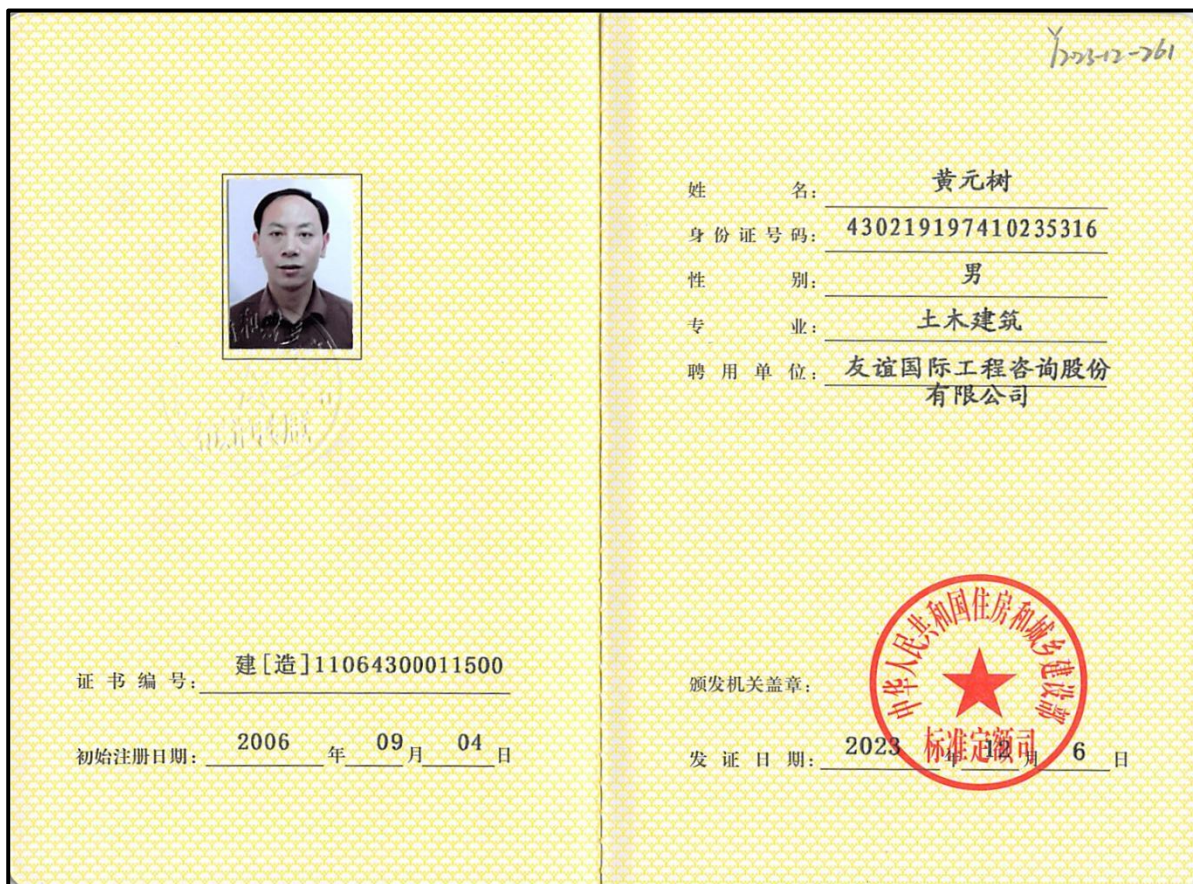 姓 名: 黄元树
身份证号码: 430219197410235316
性 别: 男
专 业: 土木建筑
聘用单位: 友谊国际工程咨询股份
有限公司
证书编号: 建[造]11064300011500
初始注册日期: 2006 年 09 月 04 日
颁发机关盖章:
中华人民共和国住房和城乡建设部
标准定额司
发证日期: 2023 年 12 月 6 日